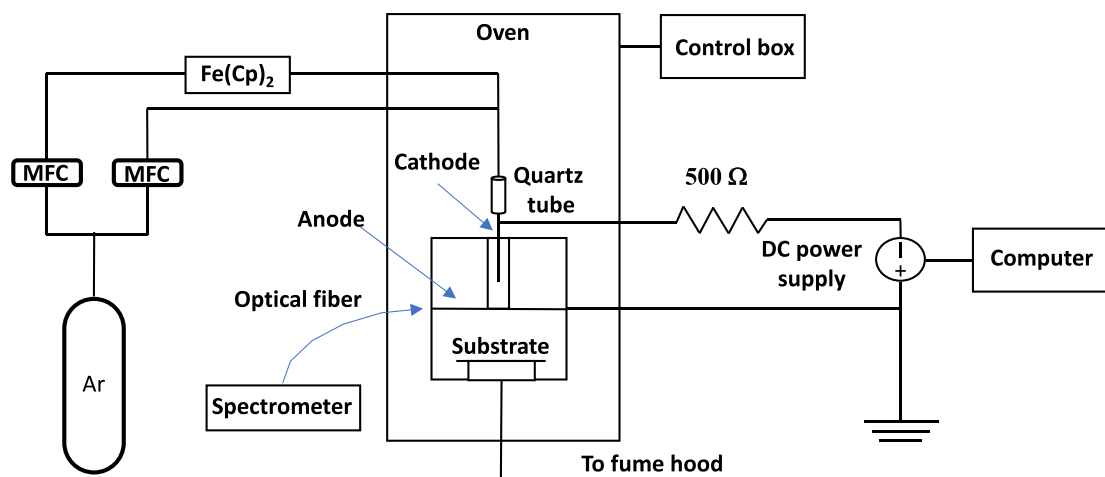 Oven
Control box
Fe(Cp)₂
MFC
MFC
Cathode
Quartz
tube
500 Ω
Anode
DC power
supply
Computer
Optical fiber
Substrate
Ar
Spectrometer
To fume hood